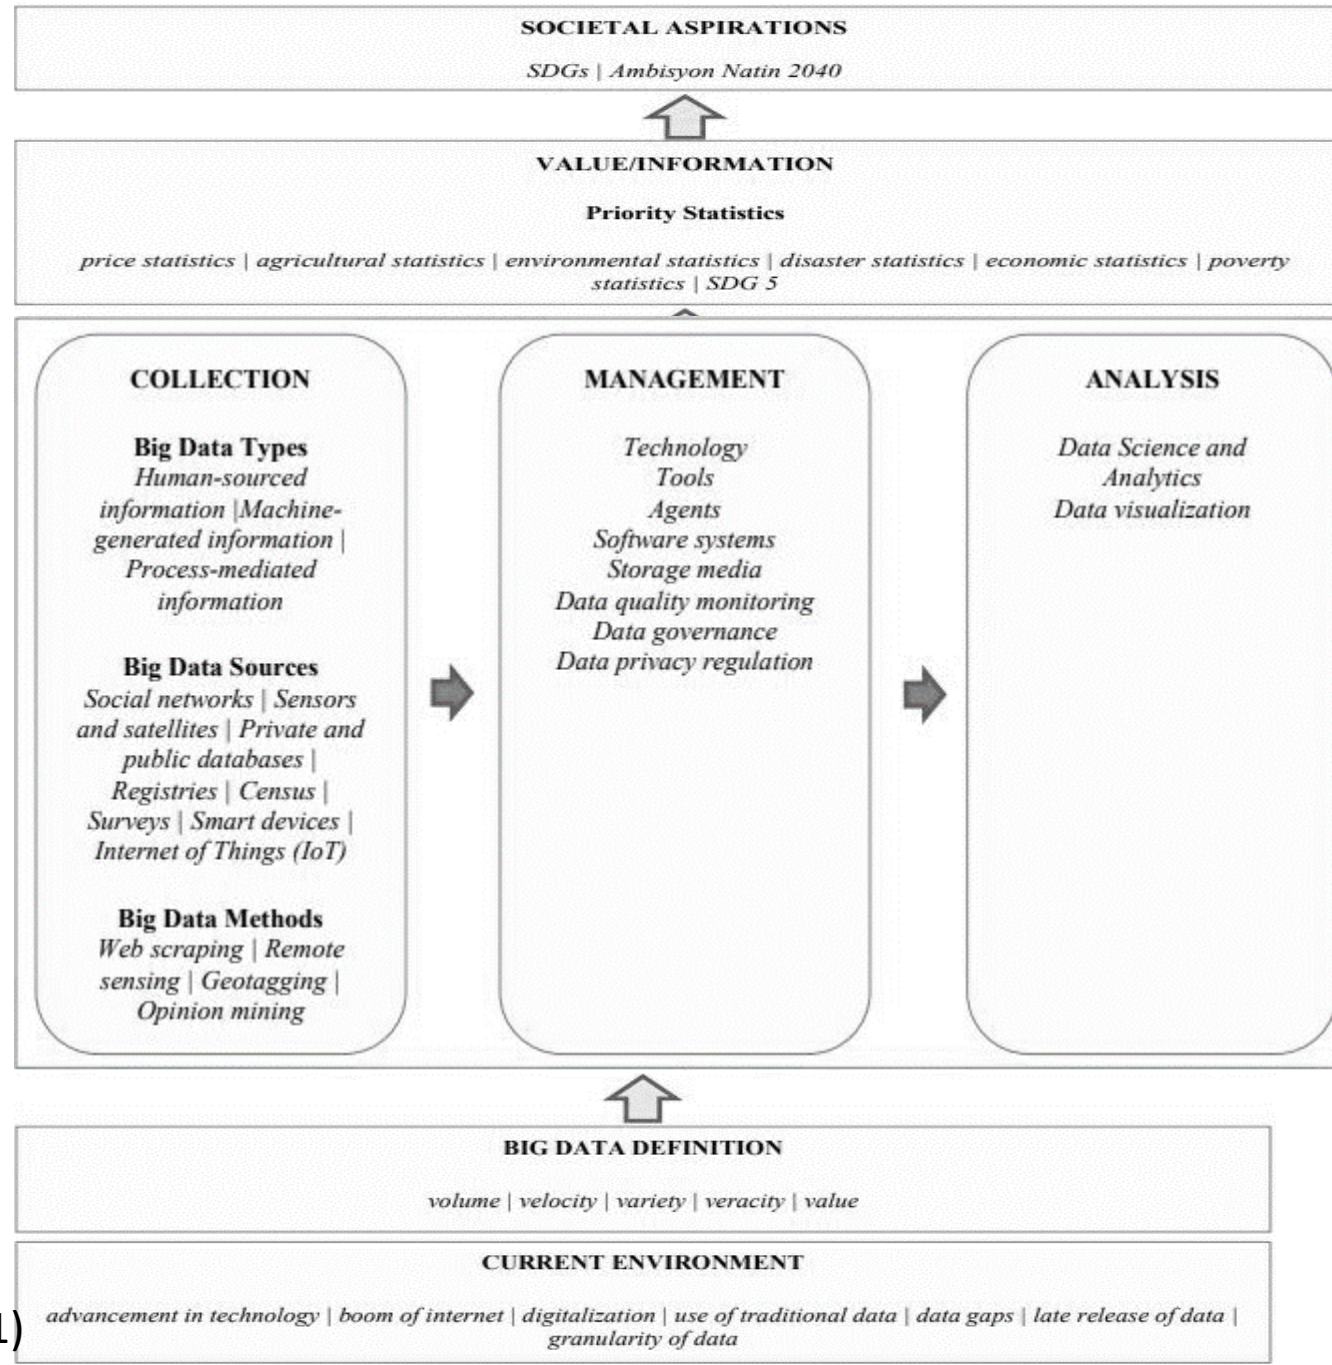 SOCIETAL ASPIRATIONS
SDGs | Ambisyon Natin 2040
VALUE/INFORMATION
Priority Statistics
price statistics | agricultural statistics | environmental statistics | disaster statistics | economic statistics | poverty
statistics | SDG 5
COLLECTION
Big Data Types
Human-sourced
information |Machine-
generated information |
Process-mediated
information
Big Data Sources
Social networks | Sensors
and satellites | Private and
public databases |
Registries | Census |
Surveys | Smart devices |
Internet of Things (IoT)
Big Data Methods
Web scraping | Remote
sensing | Geotagging |
Opinion mining
MANAGEMENT
Technology
Tools
Agents
Software systems
Storage media
Data quality monitoring
Data governance
Data privacy regulation
ANALYSIS
Data Science and
Analytics
Data visualization
BIG DATA DEFINITION
volume | velocity | variety | veracity | value
CURRENT ENVIRONMENT
advancement in technology | boom of internet | digitalization | use of traditional data | data gaps | late release of data |
granularity of data
1)